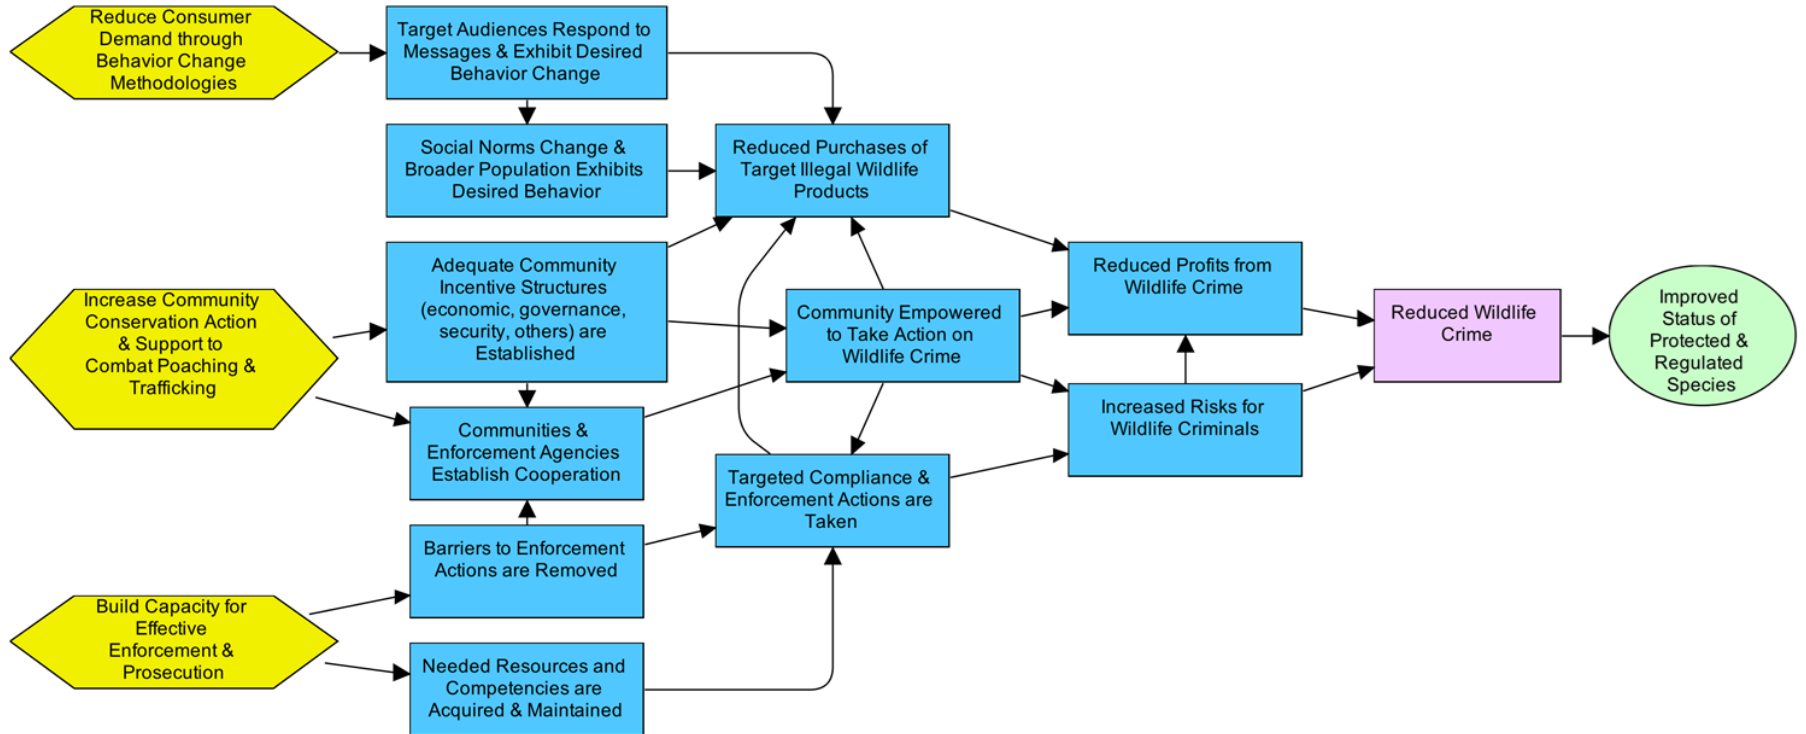 Reduce Consumer
Demand through
Behavior Change
Methodologies
Target Audiences Respond to
Messages & Exhibit Desired
Behavior Change
Social Norms Change &
Broader Population Exhibits
Desired Behavior
Reduced Purchases of
Target Illegal Wildlife
Products
Increase Community
Conservation Action
& Support to
Combat Poaching &
Trafficking
Adequate Community
Incentive Structures
(economic, governance,
security, others) are
Established
Community Empowered
to Take Action on
Wildlife Crime
Reduced Profits from
Wildlife Crime
Reduced Wildlife
Crime
Improved
Status of
Protected &
Regulated
Species
Communities &
Enforcement Agencies
Establish Cooperation
Increased Risks for
Wildlife Criminals
Targeted Compliance &
Enforcement Actions are
Taken
Barriers to Enforcement
Actions are Removed
Build Capacity for
Effective
Enforcement &
Prosecution
Needed Resources and
Competencies are
Acquired & Maintained